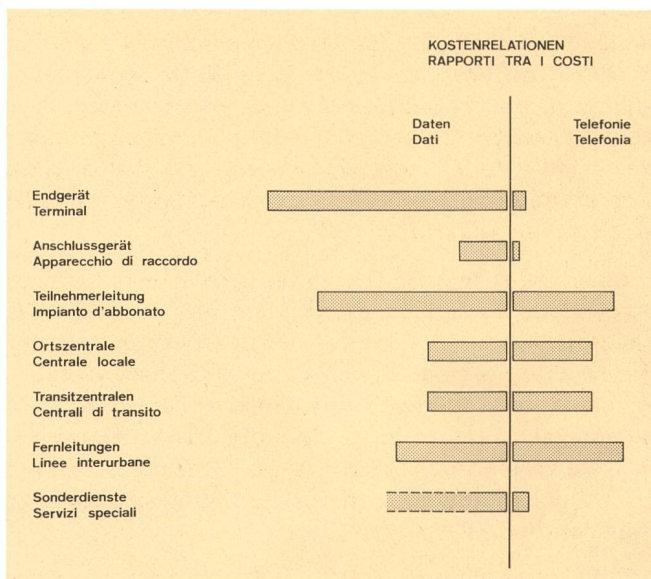 KOSTENRELATIONEN
RAPPORTI TRA I COSTI
Daten
Dati
Telefonie
Telefonia
Endgerät
Terminal
Anschlussgerät
Apparecchio di raccordo
Teilnehmerleitung
Impianto d'abbonato
Ortszentrale
Centrale locale
Transitzentralen
Centrali di transito
Fernleitungen
Linee interurbane
Sonderdienste
Servizi speciali